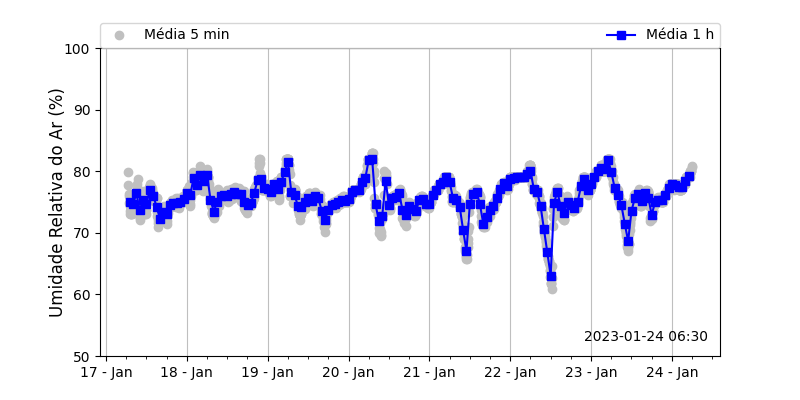 Média 5 min
Média 1 h
Umidade Relativa do Ar (%)
100
90
80
70
60
50
2023-01-24 06:30
17 - Jan
18 - Jan
19 - Jan
20 - Jan
21 - Jan
22 - Jan
23 - Jan
24 - Jan